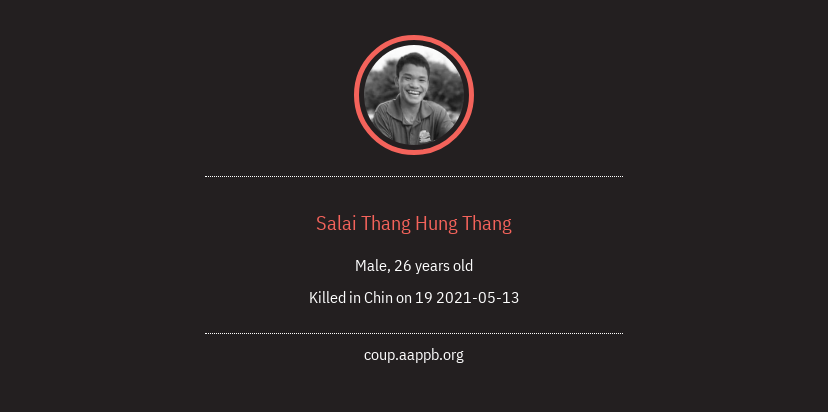 Salai Thang Hung Thang
Male, 26 years old
Killed in Chin on 19 2021-05-13
coup.aappb.org